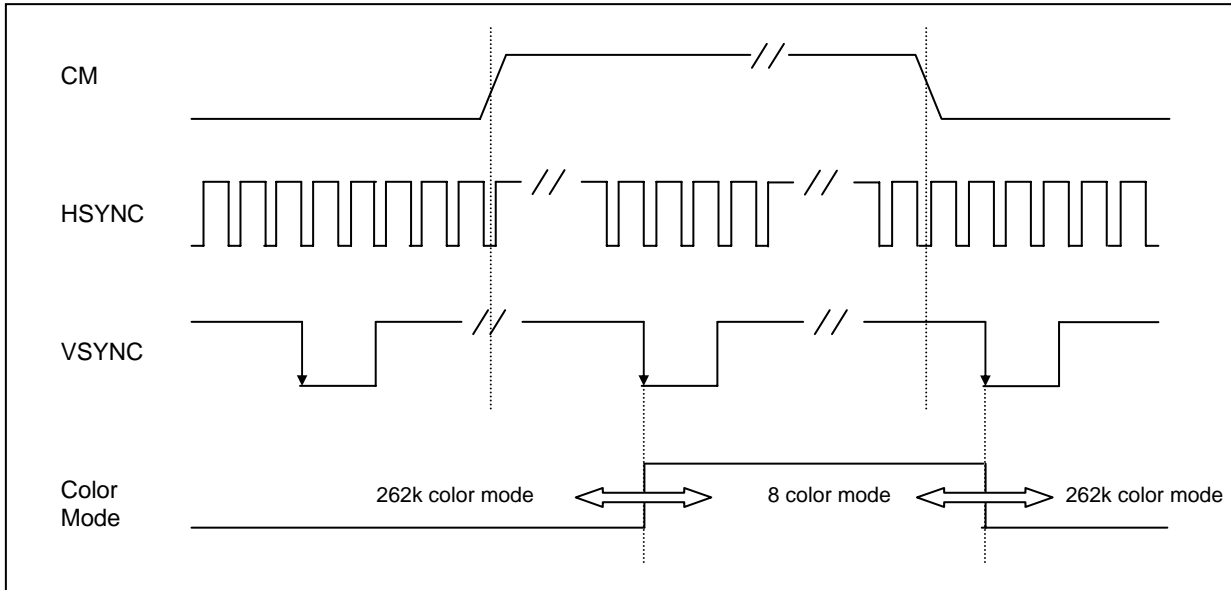 CM
HSYNC
VSYNC
Color
Mode
262k color mode
8 color mode
262k color mode